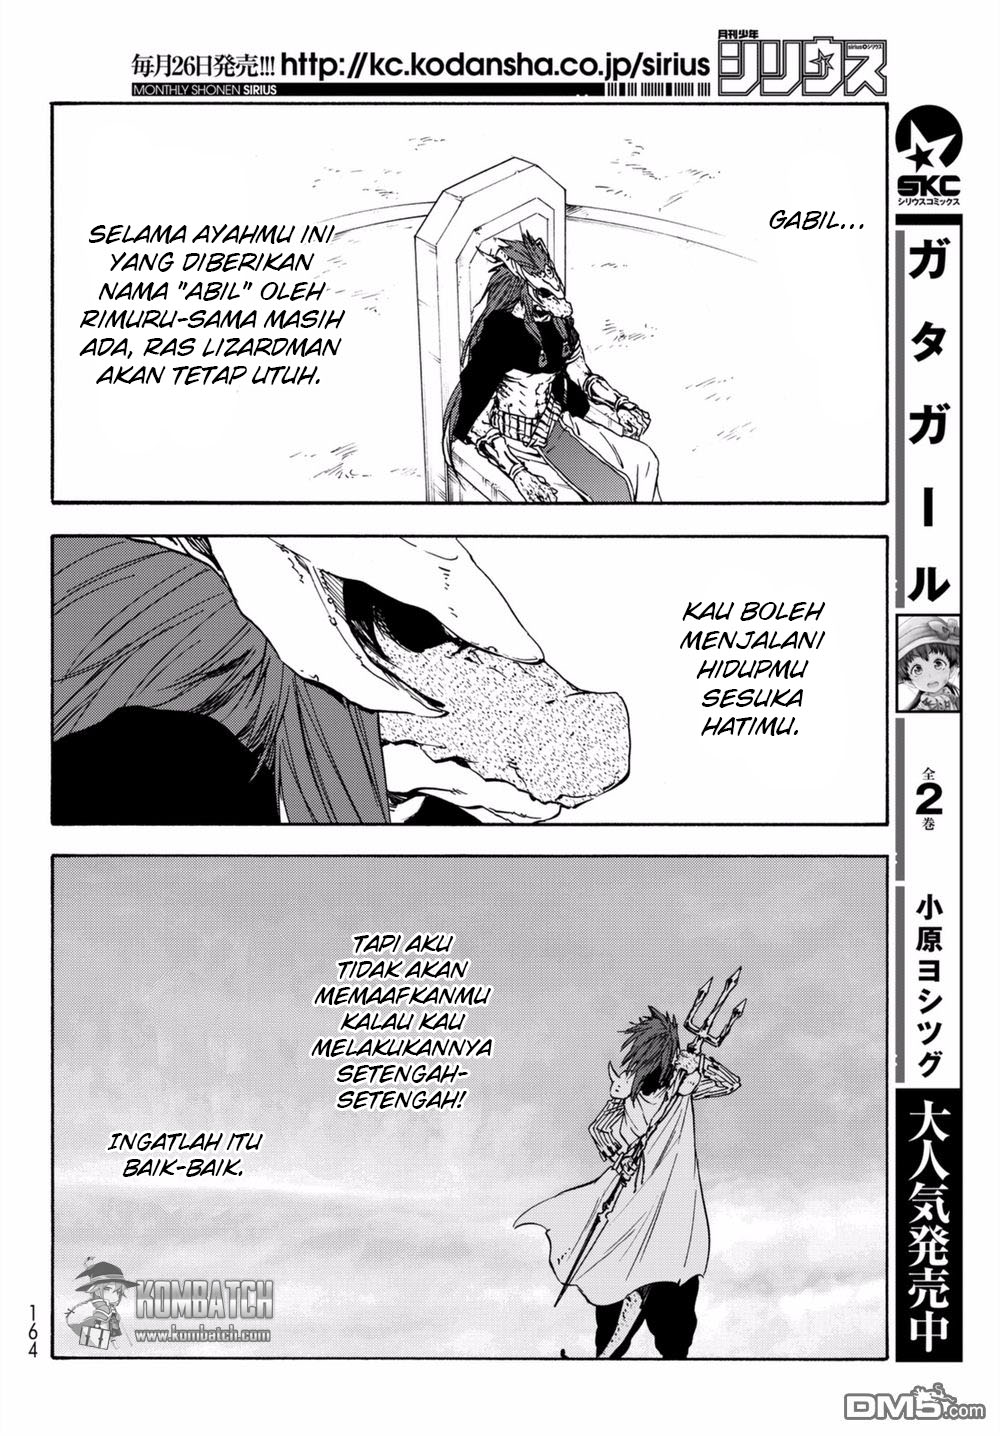 毎月26日発売!!! http://kc.kodansha.co.jp/sirius
MONTHLY SHONEN SIRIUS
月刊少年
シリウス
GABIL...
SELAMA AYAHMU INI
YANG DIBERIKAN
NAMA "ABIL" OLEH
RIMURU-SAMA MASIH
ADA, RAS LIZARDMAN
AKAN TETAP UTUH.
KAU BOLEH
MENJALANI
HIDUPMU
SESUKA
HATIMU.
TAPI AKU
TIDAK AKAN
MEMAAFKANMU
KALAU KAU
MELAKUKANNYA
SETENGAH-
SETENGAH!
INGATLAH ITU
BAIK-BAIK.
KOMBATCH
www.kombatch.com
164
SKC
シリウスコミックス
ガタガール
全2巻
小原ヨシツグ
大人気発売中
DM5.com